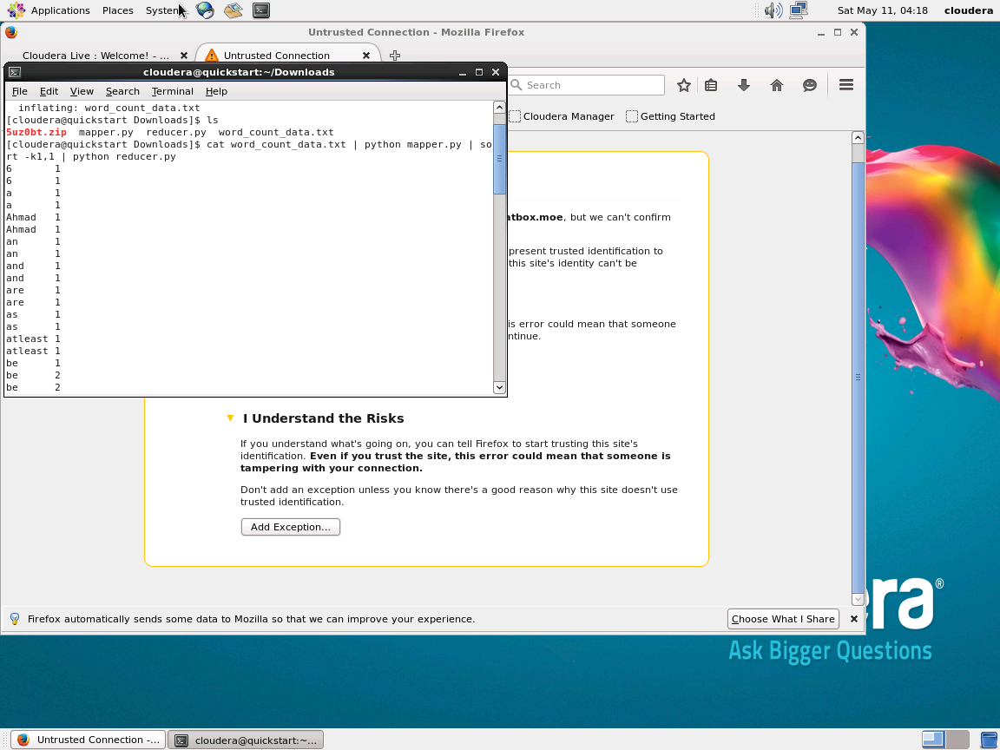 Applications Places System
Sat May 11, 04:18 cloudera
Untrusted Connection - Mozilla Firefox
Cloudera Live : Welcome! - ...
Untrusted Connection
cloudera@quickstart:~/Downloads
File Edit View Search Terminal Help
Search
Cloudera Manager
Getting Started
inflating: word_count_data.txt
[cloudera@quickstart Downloads]$ ls
5uz0bt.zip mapper.py reducer.py word_count_data.txt
[cloudera@quickstart Downloads]$ cat word_count_data.txt | python mapper.py | so
rt -k1,1 | python reducer.py
6 1
6 1
a 1
a 1
Ahmad 1
Ahmad 1
an 1
an 1
and 1
and 1
are 1
are 1
as 1
as 1
atleast 1
atleast 1
be 1
be 2
be 2
atbox.moe, but we can't confirm
present trusted identification to
this site's identity can't be
is error could mean that someone
ntinue.
I Understand the Risks
If you understand what's going on, you can tell Firefox to start trusting this site's
identification. Even if you trust the site, this error could mean that someone is
tampering with your connection.
Don't add an exception unless you know there's a good reason why this site doesn't use
trusted identification.
Add Exception...
Firefox automatically sends some data to Mozilla so that we can improve your experience.
Choose What I Share
era®
Ask Bigger Questions
Untrusted Connection -...
cloudera@quickstart:~...